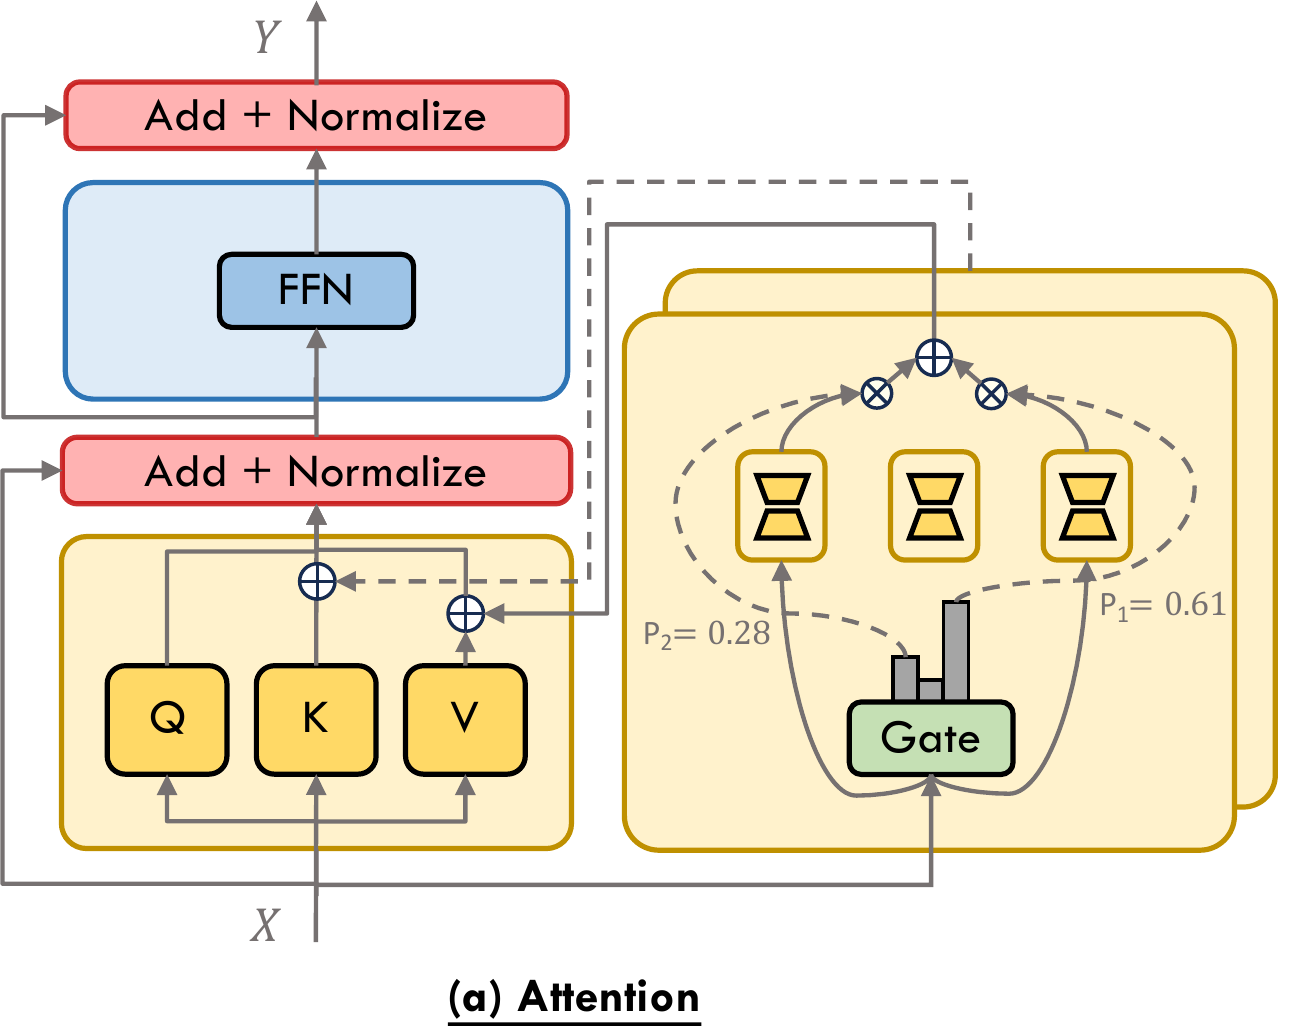 Y
Add + Normalize
FFN
Add + Normalize
Q
K
V
P2= 0.28
P1= 0.61
Gate
X
(a) Attention